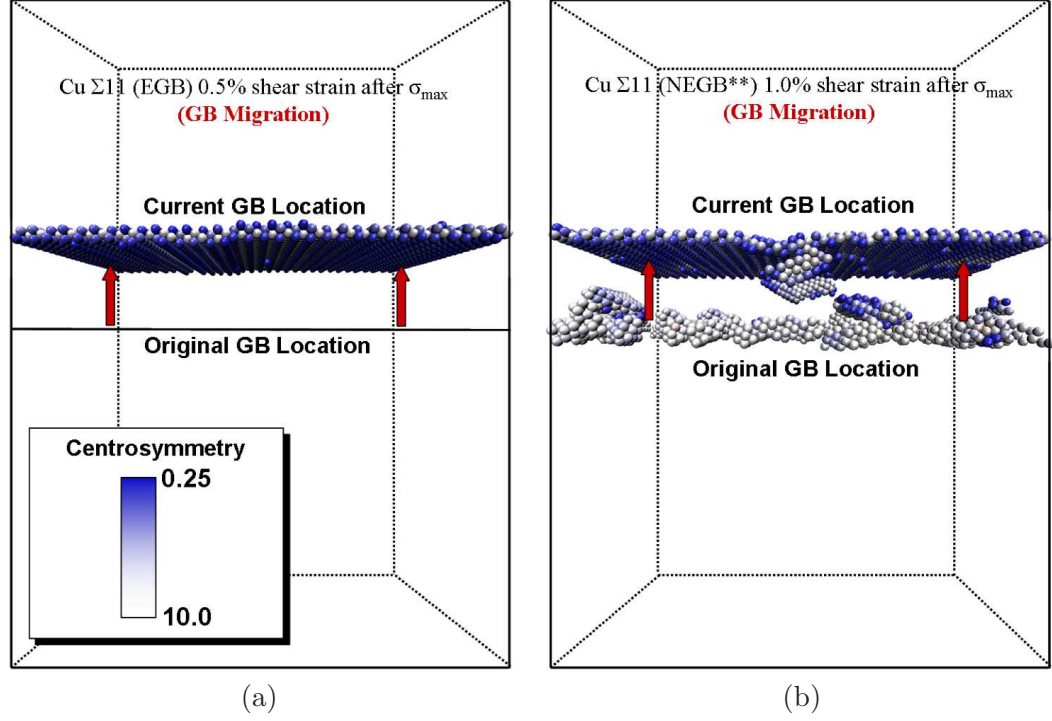 Cu Σ11 (EGB) 0.5% shear strain after σmax
(GB Migration)
Current GB Location
Original GB Location
Centrosymmetry
0.25
10.0
(a)
Cu Σ11 (NEGB**) 1.0% shear strain after σmax
(GB Migration)
Current GB Location
Original GB Location
(b)